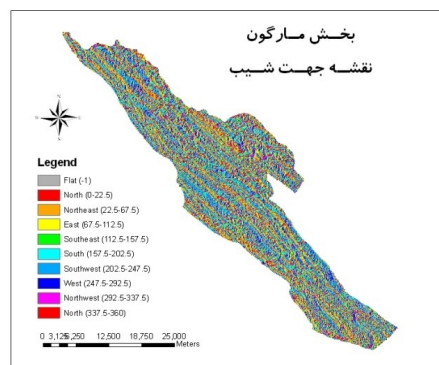 بخش مارگون
نقشه جهت شیب
Legend
Flat (-1)
North (0-22.5)
Northeast (22.5-67.5)
East (67.5-112.5)
Southeast (112.5-157.5)
South (157.5-202.5)
Southwest (202.5-247.5)
West (247.5-292.5)
Northwest (292.5-337.5)
North (337.5-360)
0 3,125 6,250 12,500 18,750 25,000
Meters